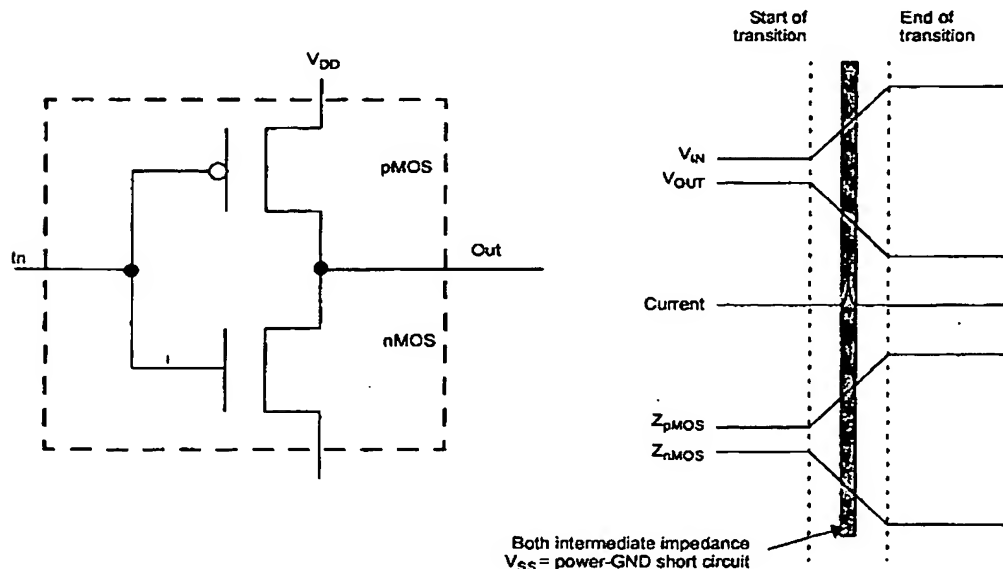 Start of
transition
End of
transition
VDD
pMOS
In
Out
nMOS
VIN
VOUT
Current
ZpMOS
ZnMOS
Both intermediate impedance
VSS = power-GND short circuit